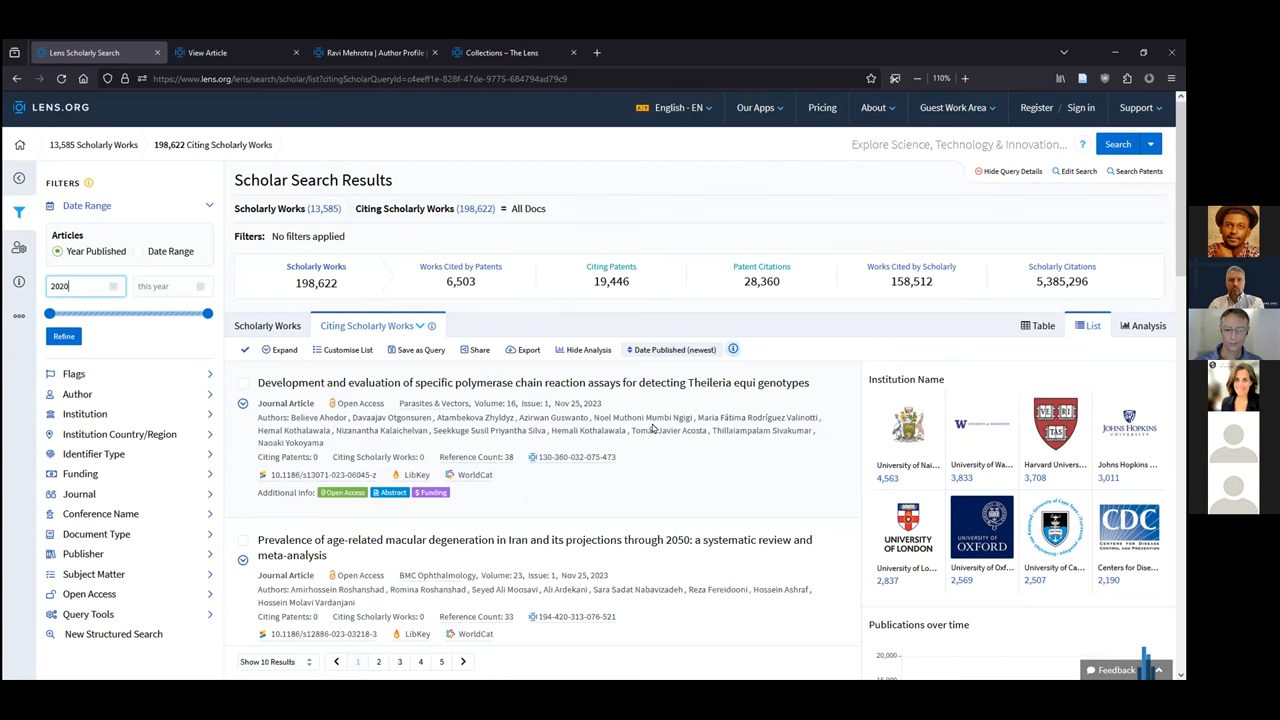 Lens Scholarly Search
View Article
Ravi Mehrotra | Author Profile |
Collections – The Lens
https://www.lens.org/lens/search/scholar/list?citingScholarQueryId=c4eeff1e-828f-47de-9775-684794ad79c9
110%
LENS.ORG
English - EN
Our Apps
Pricing
About
Guest Work Area
Register / Sign in
Support
13,585 Scholarly Works
198,622 Citing Scholarly Works
Explore Science, Technology & Innovation...
Search
Hide Query Details
Edit Search
Search Patents
FILTERS
Date Range
Articles
Year Published
Date Range
2020
this year
Refine
Flags
Author
Institution
Institution Country/Region
Identifier Type
Funding
Journal
Conference Name
Document Type
Publisher
Subject Matter
Open Access
Query Tools
New Structured Search
Scholar Search Results
Scholarly Works (13,585) Citing Scholarly Works (198,622) = All Docs
Filters: No filters applied
Scholarly Works
198,622
Works Cited by Patents
6,503
Citing Patents
19,446
Patent Citations
28,360
Works Cited by Scholarly
158,512
Scholarly Citations
5,385,296
Scholarly Works
Citing Scholarly Works
Table
List
Analysis
Expand
Customise List
Save as Query
Share
Export
Hide Analysis
Date Published (newest)
Development and evaluation of specific polymerase chain reaction assays for detecting Theileria equi genotypes
Journal Article Open Access Parasites & Vectors, Volume: 16, Issue: 1, Nov 25, 2023
Authors: Believe Ahedor , Davaajav Otgonsuren , Atambekova Zhyldyz , Azirwan Guswanto , Noel Muthoni Mumbi Ngigi , Maria Fátima Rodríguez Valinotti ,
Hemal Kothalawala , Nizanantha Kalaichelvan , Seekkuge Susil Priyantha Silva , Hemali Kothalawala , Tomás Javier Acosta , Thillaiampalam Sivakumar ,
Naoaki Yokoyama
Citing Patents: 0 Citing Scholarly Works: 0 Reference Count: 38 130-360-032-075-473
10.1186/s13071-023-06045-z LibKey WorldCat
Additional Info: Open Access Abstract Funding
Prevalence of age-related macular degeneration in Iran and its projections through 2050: a systematic review and
meta-analysis
Journal Article Open Access BMC Ophthalmology, Volume: 23, Issue: 1, Nov 25, 2023
Authors: Amirhossein Roshanshad , Romina Roshanshad , Seyed Ali Moosavi , Ali Ardekani , Sara Sadat Nabavizadeh , Reza Fereidooni , Hossein Ashraf ,
Hossein Molavi Vardanjani
Citing Patents: 0 Citing Scholarly Works: 0 Reference Count: 33 194-420-313-076-521
10.1186/s12886-023-03218-3 LibKey WorldCat
Show 10 Results
1 2 3 4 5
Institution Name
JOHNS HOPKINS
University of Nai...
4,563
University of Wa...
3,833
Harvard Univers...
3,708
Johns Hopkins ...
3,011
UNIVERSITY
OF LONDON
UNIVERSITY OF
OXFORD
CDC
University of Lo...
2,837
University of Oxf...
2,569
University of Ca...
2,507
Centers for Dise...
2,190
Publications over time
20,000
Feedback